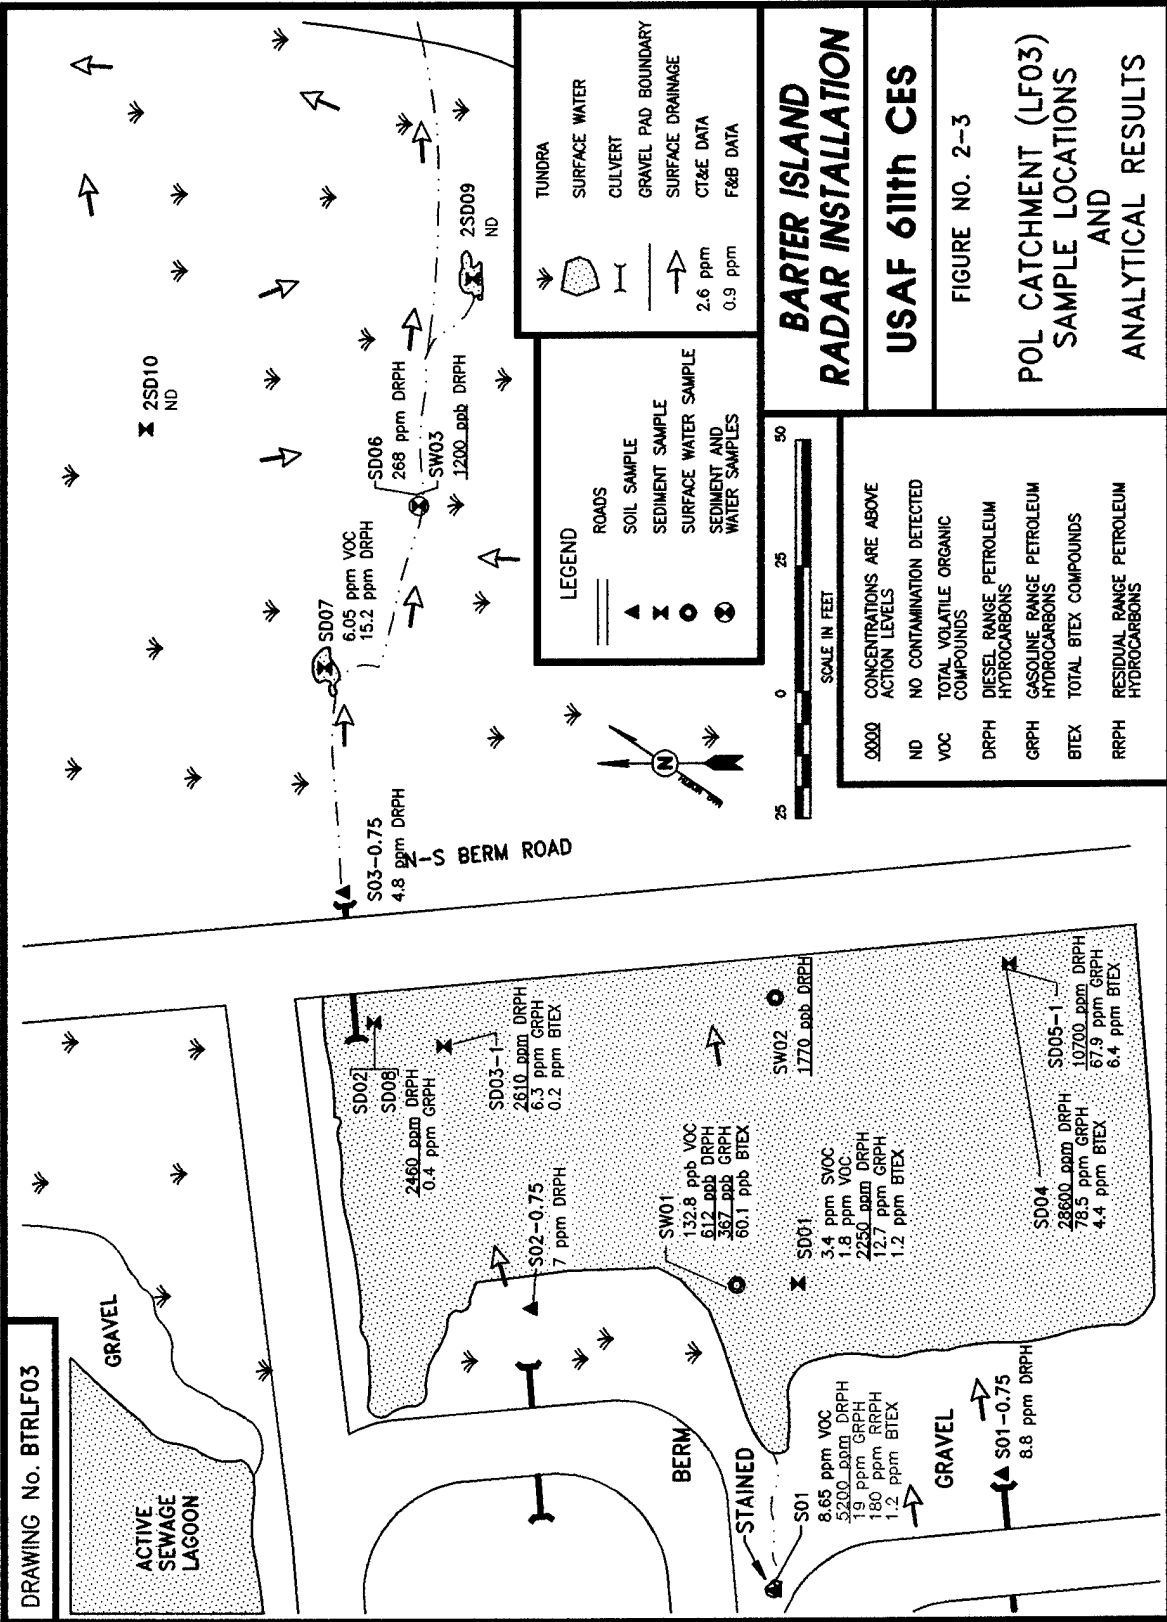 DRAWING No. BTRLF03
ACTIVE
SEWAGE
LAGOON
GRAVEL
SD02
SD08
2460 ppm DRPH
0.4 ppm GRPH
SD03-1
2610 ppm DRPH
6.3 ppm GRPH
0.2 ppm BTEX
S02-0.75
7 ppm DRPH
SW01
132.8 ppb VOC
612 ppb DRPH
367 ppb GRPH
60.1 ppb BTEX
SW02
1770 ppb DRPH
SD01
3.4 ppm SVOC
1.8 ppm VOC
2250 ppm DRPH
12.7 ppm GRPH
1.2 ppm BTEX
SD04
28600 ppm DRPH
78.5 ppm GRPH
4.4 ppm BTEX
SD05-1
10700 ppm DRPH
67.9 ppm GRPH
6.4 ppm BTEX
BERM
STAINED
S01
8.65 ppm VOC
5200 ppm DRPH
19 ppm GRPH
180 ppm RRPH
1.2 ppm BTEX
GRAVEL
S01-0.75
8.8 ppm DRPH
S03-0.75
4.8 ppm DRPH
N-S BERM ROAD
SD07
6.05 ppm VOC
15.2 ppm DRPH
SD06
268 ppm DRPH
SW03
1200 ppb DRPH
2SD10
ND
2SD09
ND
N
LEGEND
ROADS
SOIL SAMPLE
SEDIMENT SAMPLE
SURFACE WATER SAMPLE
SEDIMENT AND
WATER SAMPLES
TUNDRA
SURFACE WATER
CULVERT
GRAVEL PAD BOUNDARY
SURFACE DRAINAGE
2.6 ppm CT&E DATA
0.9 ppm F&B DATA
25 0 25 50
SCALE IN FEET
0000 CONCENTRATIONS ARE ABOVE
ACTION LEVELS
ND NO CONTAMINATION DETECTED
VOC TOTAL VOLATILE ORGANIC
COMPOUNDS
DRPH DIESEL RANGE PETROLEUM
HYDROCARBONS
GRPH GASOLINE RANGE PETROLEUM
HYDROCARBONS
BTEX TOTAL BTEX COMPOUNDS
RRPH RESIDUAL RANGE PETROLEUM
HYDROCARBONS
BARTER ISLAND
RADAR INSTALLATION
USAF 611th CES
FIGURE NO. 2-3
POL CATCHMENT (LF03)
SAMPLE LOCATIONS
AND
ANALYTICAL RESULTS